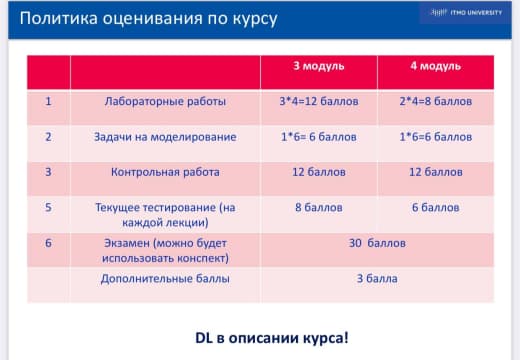 Политика оценивания по курсу
ITMO UNIVERSITY
3 модуль 4 модуль
1 Лабораторные работы 3*4=12 баллов 2*4=8 баллов
2 Задачи на моделирование 1*6= 6 баллов 1*6=6 баллов
3 Контрольная работа 12 баллов 12 баллов
5 Текущее тестирование (на 8 баллов 6 баллов
каждой лекции)
6 Экзамен (можно будет 30 баллов
использовать конспект)
Дополнительные баллы 3 балла
DL в описании курса!